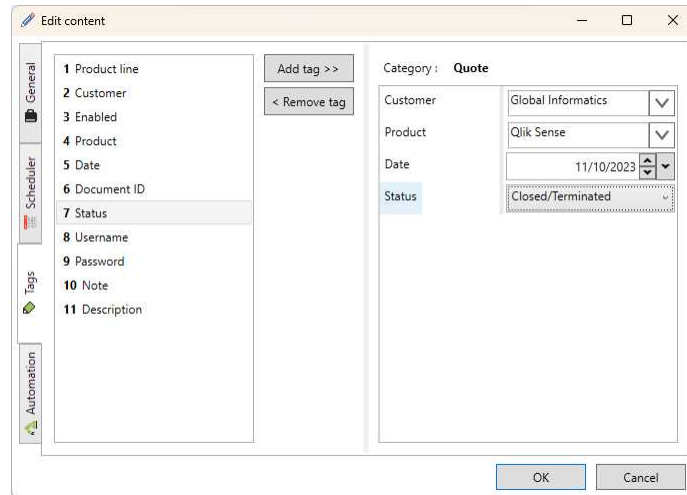 Edit content
General
Scheduler
Tags
Automation
1 Product line
2 Customer
3 Enabled
4 Product
5 Date
6 Document ID
7 Status
8 Username
9 Password
10 Note
11 Description
Add tag >>
< Remove tag
Category : Quote
Customer Global Informatics
Product Qlik Sense
Date 11/10/2023
Status Closed/Terminated
OK Cancel